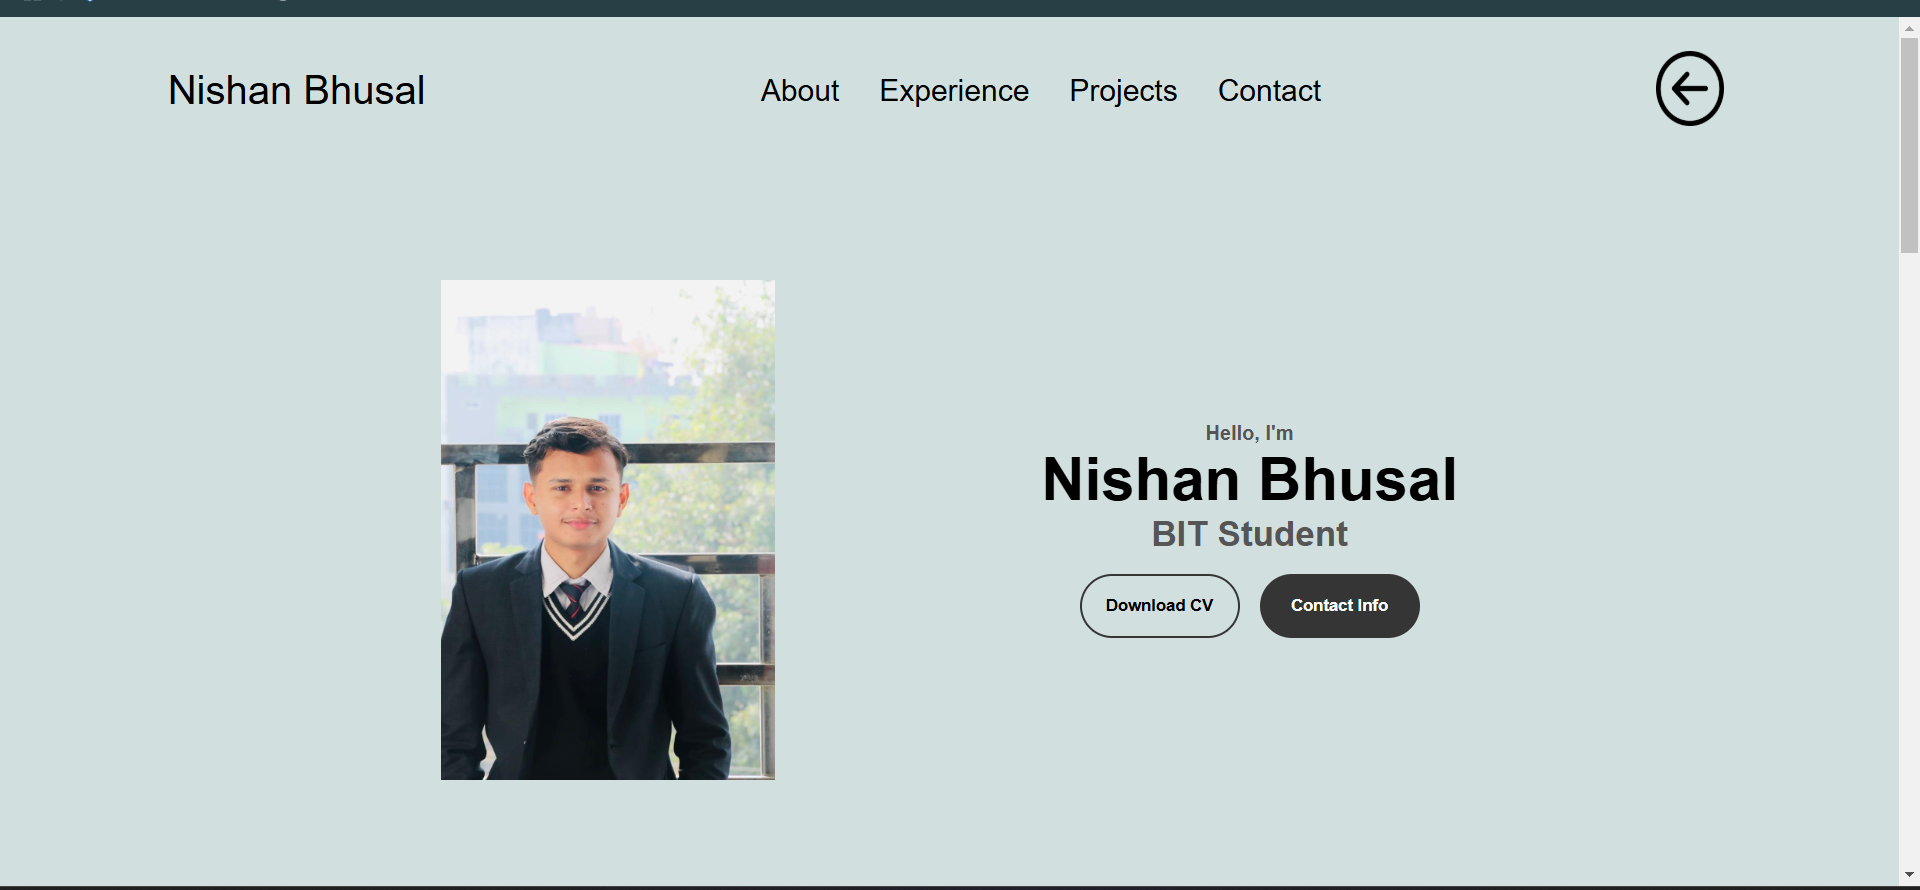 Nishan Bhusal
About Experience Projects Contact
Hello, I'm
Nishan Bhusal
BIT Student
Download CV Contact Info